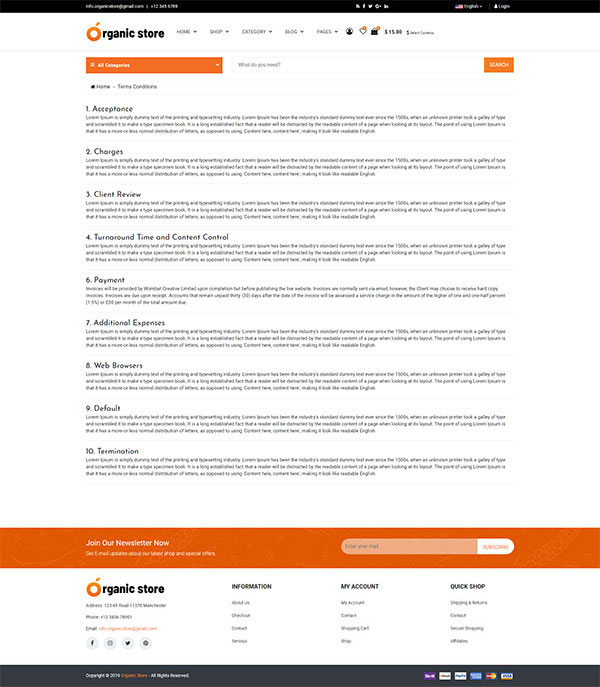 info.organicstore@gmail.com | +12 345 6789
English
Login
Organic store
HOME SHOP CATEGORY BLOG PAGES
$ 15.00
$ Select Currency
All Categories
What do you need?
SEARCH
Home - Terms Conditions
1. Acceptance
Lorem Ipsum is simply dummy text of the printing and typesetting industry. Lorem Ipsum has been the industry's standard dummy text ever since the 1500s, when an unknown printer took a galley of type
and scrambled it to make a type specimen book. It is a long established fact that a reader will be distracted by the readable content of a page when looking at its layout. The point of using Lorem Ipsum is
that it has a more-or-less normal distribution of letters, as opposed to using 'Content here, content here', making it look like readable English.
2. Charges
Lorem Ipsum is simply dummy text of the printing and typesetting industry. Lorem Ipsum has been the industry's standard dummy text ever since the 1500s, when an unknown printer took a galley of type
and scrambled it to make a type specimen book. It is a long established fact that a reader will be distracted by the readable content of a page when looking at its layout. The point of using Lorem Ipsum is
that it has a more-or-less normal distribution of letters, as opposed to using 'Content here, content here', making it look like readable English.
3. Client Review
Lorem Ipsum is simply dummy text of the printing and typesetting industry. Lorem Ipsum has been the industry's standard dummy text ever since the 1500s, when an unknown printer took a galley of type
and scrambled it to make a type specimen book. It is a long established fact that a reader will be distracted by the readable content of a page when looking at its layout. The point of using Lorem Ipsum is
that it has a more-or-less normal distribution of letters, as opposed to using 'Content here, content here', making it look like readable English.
4. Turnaround Time and Content Control
Lorem Ipsum is simply dummy text of the printing and typesetting industry. Lorem Ipsum has been the industry's standard dummy text ever since the 1500s, when an unknown printer took a galley of type
and scrambled it to make a type specimen book. It is a long established fact that a reader will be distracted by the readable content of a page when looking at its layout. The point of using Lorem Ipsum is
that it has a more-or-less normal distribution of letters, as opposed to using 'Content here, content here', making it look like readable English.
6. Payment
Invoices will be provided by Wombat Creative Limited upon completion but before publishing the live website. Invoices are normally sent via email; however, the Client may choose to receive hard copy
invoices. Invoices are due upon receipt. Accounts that remain unpaid thirty (30) days after the date of the invoice will be assessed a service charge in the amount of the higher of one and one-half percent
(1.5%) or £30 per month of the total amount due.
7. Additional Expenses
Lorem Ipsum is simply dummy text of the printing and typesetting industry. Lorem Ipsum has been the industry's standard dummy text ever since the 1500s, when an unknown printer took a galley of type
and scrambled it to make a type specimen book. It is a long established fact that a reader will be distracted by the readable content of a page when looking at its layout. The point of using Lorem Ipsum is
that it has a more-or-less normal distribution of letters, as opposed to using 'Content here, content here', making it look like readable English.
8. Web Browsers
Lorem Ipsum is simply dummy text of the printing and typesetting industry. Lorem Ipsum has been the industry's standard dummy text ever since the 1500s, when an unknown printer took a galley of type
and scrambled it to make a type specimen book. It is a long established fact that a reader will be distracted by the readable content of a page when looking at its layout. The point of using Lorem Ipsum is
that it has a more-or-less normal distribution of letters, as opposed to using 'Content here, content here', making it look like readable English.
9. Default
Lorem Ipsum is simply dummy text of the printing and typesetting industry. Lorem Ipsum has been the industry's standard dummy text ever since the 1500s, when an unknown printer took a galley of type
and scrambled it to make a type specimen book. It is a long established fact that a reader will be distracted by the readable content of a page when looking at its layout. The point of using Lorem Ipsum is
that it has a more-or-less normal distribution of letters, as opposed to using 'Content here, content here', making it look like readable English.
10. Termination
Lorem Ipsum is simply dummy text of the printing and typesetting industry. Lorem Ipsum has been the industry's standard dummy text ever since the 1500s, when an unknown printer took a galley of type
and scrambled it to make a type specimen book. It is a long established fact that a reader will be distracted by the readable content of a page when looking at its layout. The point of using Lorem Ipsum is
that it has a more-or-less normal distribution of letters, as opposed to using 'Content here, content here', making it look like readable English.
Join Our Newsletter Now
Get E-mail updates about our latest shop and special offers.
Enter your mail
SUBSCRIBE
Organic store
Address: 123-45 Road 11378 Manchester
Phone: +12 3456 78901
Email: info.organicstore@gmail.com
INFORMATION
About us
Checkout
Contact
Services
MY ACCOUNT
My Account
Contact
Shopping Cart
Shop
QUICK SHOP
Shipping & Returns
Contact
Secure Shopping
Affiliates
Copyright © 2019 Organic Store - All Rights Reserved.
Skrill
PayPal
VISA